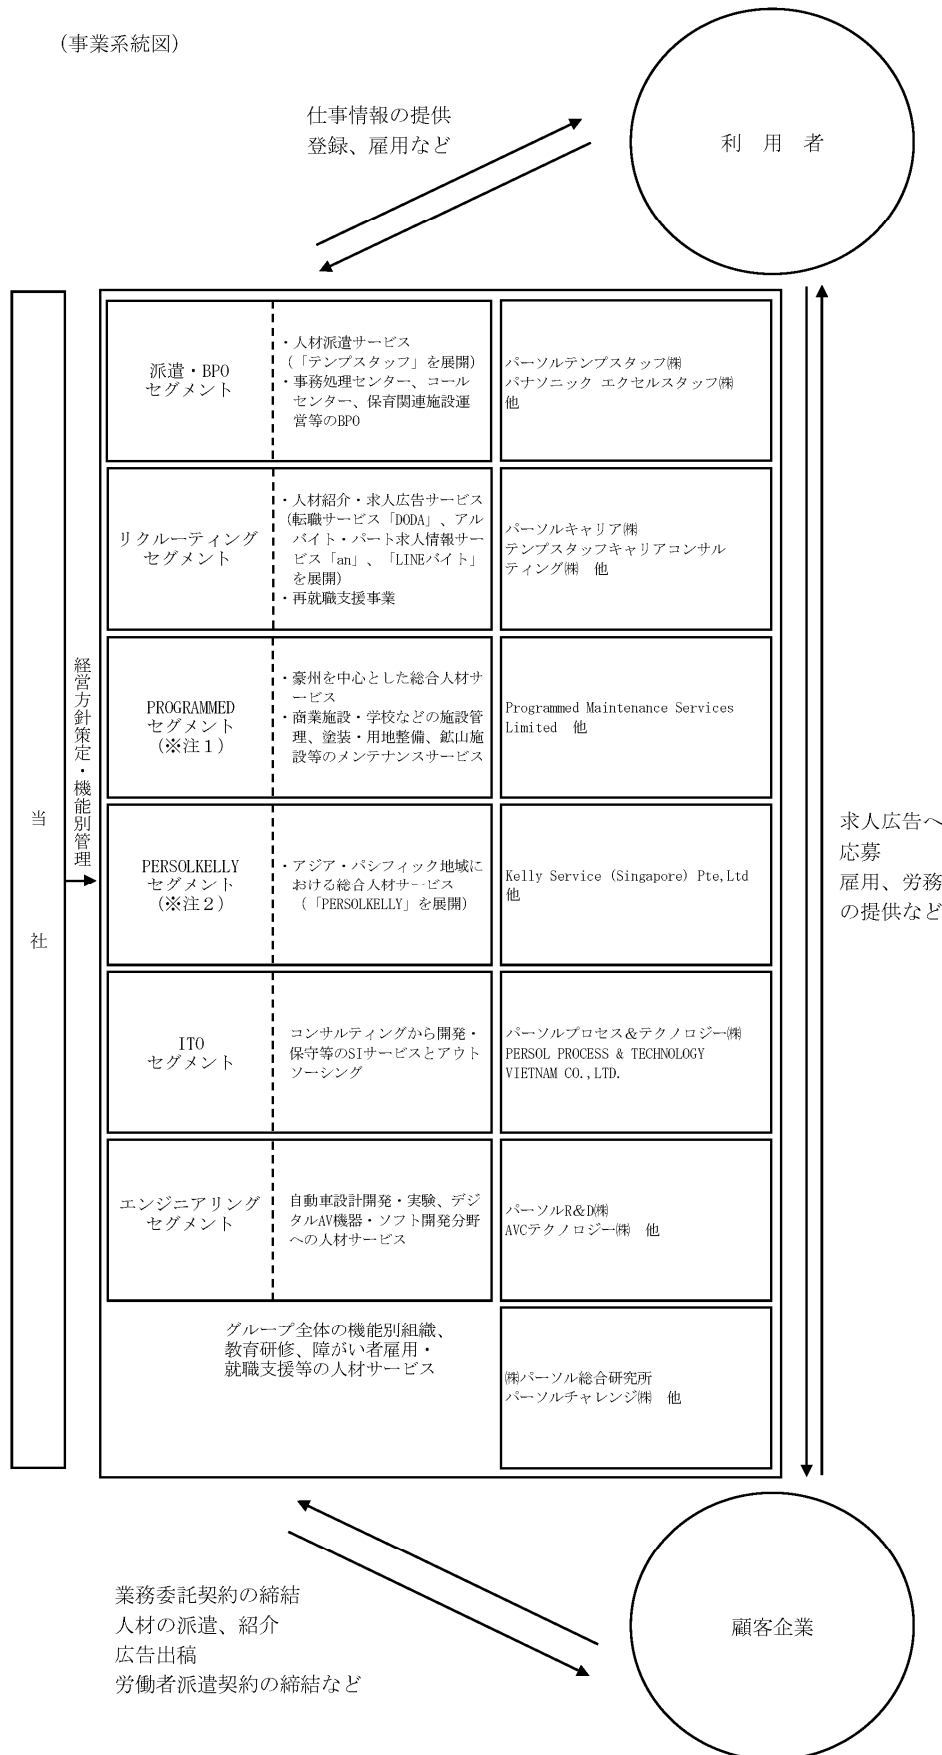 (事業系統図)
仕事情報の提供
登録、雇用など
利　用　者
当
社
経営方針策定・機能別管理
派遣・BPO
セグメント
・人材派遣サービス
(「テンプスタッフ」を展開)
・事務処理センター、コール
センター、保育関連施設運
営等のBPO
パーソルテンプスタッフ㈱
パナソニック エクセルスタッフ㈱
他
リクルーティング
セグメント
・人材紹介・求人広告サービス
(転職サービス「DODA」、アル
バイト・パート求人情報サー
ビス「an」、「LINEバイト」
を展開)
・再就職支援事業
パーソルキャリア㈱
テンプスタッフキャリアコンサル
ティング㈱　他
PROGRAMMED
セグメント
(※注１)
・豪州を中心とした総合人材サ
ービス
・商業施設・学校などの施設管
理、塗装・用地整備、鉱山施
設等のメンテナンスサービス
Programmed Maintenance Services
Limited　他
PERSOLKELLY
セグメント
(※注２)
・アジア・パシフィック地域に
おける総合人材サービス
(「PERSOLKELLY」を展開)
Kelly Service (Singapore) Pte,Ltd
他
ITO
セグメント
コンサルティングから開発・
保守等のSIサービスとアウト
ソーシング
パーソルプロセス＆テクノロジー㈱
PERSOL PROCESS & TECHNOLOGY
VIETNAM CO.,LTD.
エンジニアリング
セグメント
自動車設計開発・実験、デジ
タルAV機器・ソフト開発分野
への人材サービス
パーソルR＆D㈱
AVCテクノロジー㈱　他
グループ全体の機能別組織、
教育研修、障がい者雇用・
就職支援等の人材サービス
㈱パーソル総合研究所
パーソルチャレンジ㈱　他
求人広告へ
応募
雇用、労務
の提供など
業務委託契約の締結
人材の派遣、紹介
広告出稿
労働者派遣契約の締結など
顧客企業